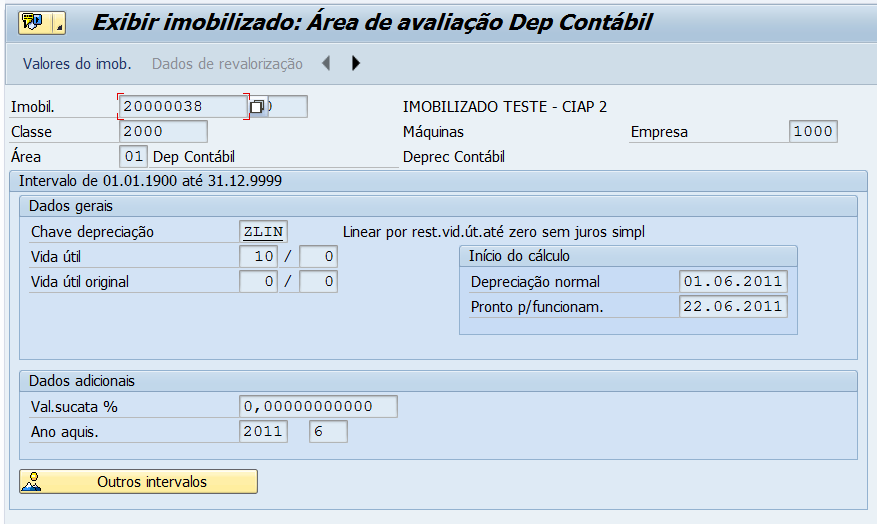 Exibir imobilizado: Área de avaliação Dep Contábil
Valores do imob. Dados de revalorização
Imobil. 20000038 IMOBILIZADO TESTE - CIAP 2
Classe 2000 Máquinas Empresa 1000
Área 01 Dep Contábil Deprec Contábil
Intervalo de 01.01.1900 até 31.12.9999
Dados gerais
Chave depreciação ZLIN Linear por rest.vid.út.até zero sem juros simpl
Vida útil 10 / 0
Início do cálculo
Vida útil original 0 / 0
Depreciação normal 01.06.2011
Pronto p/funcionam. 22.06.2011
Dados adicionais
Val.sucata % 0,00000000000
Ano aquis. 2011 6
Outros intervalos